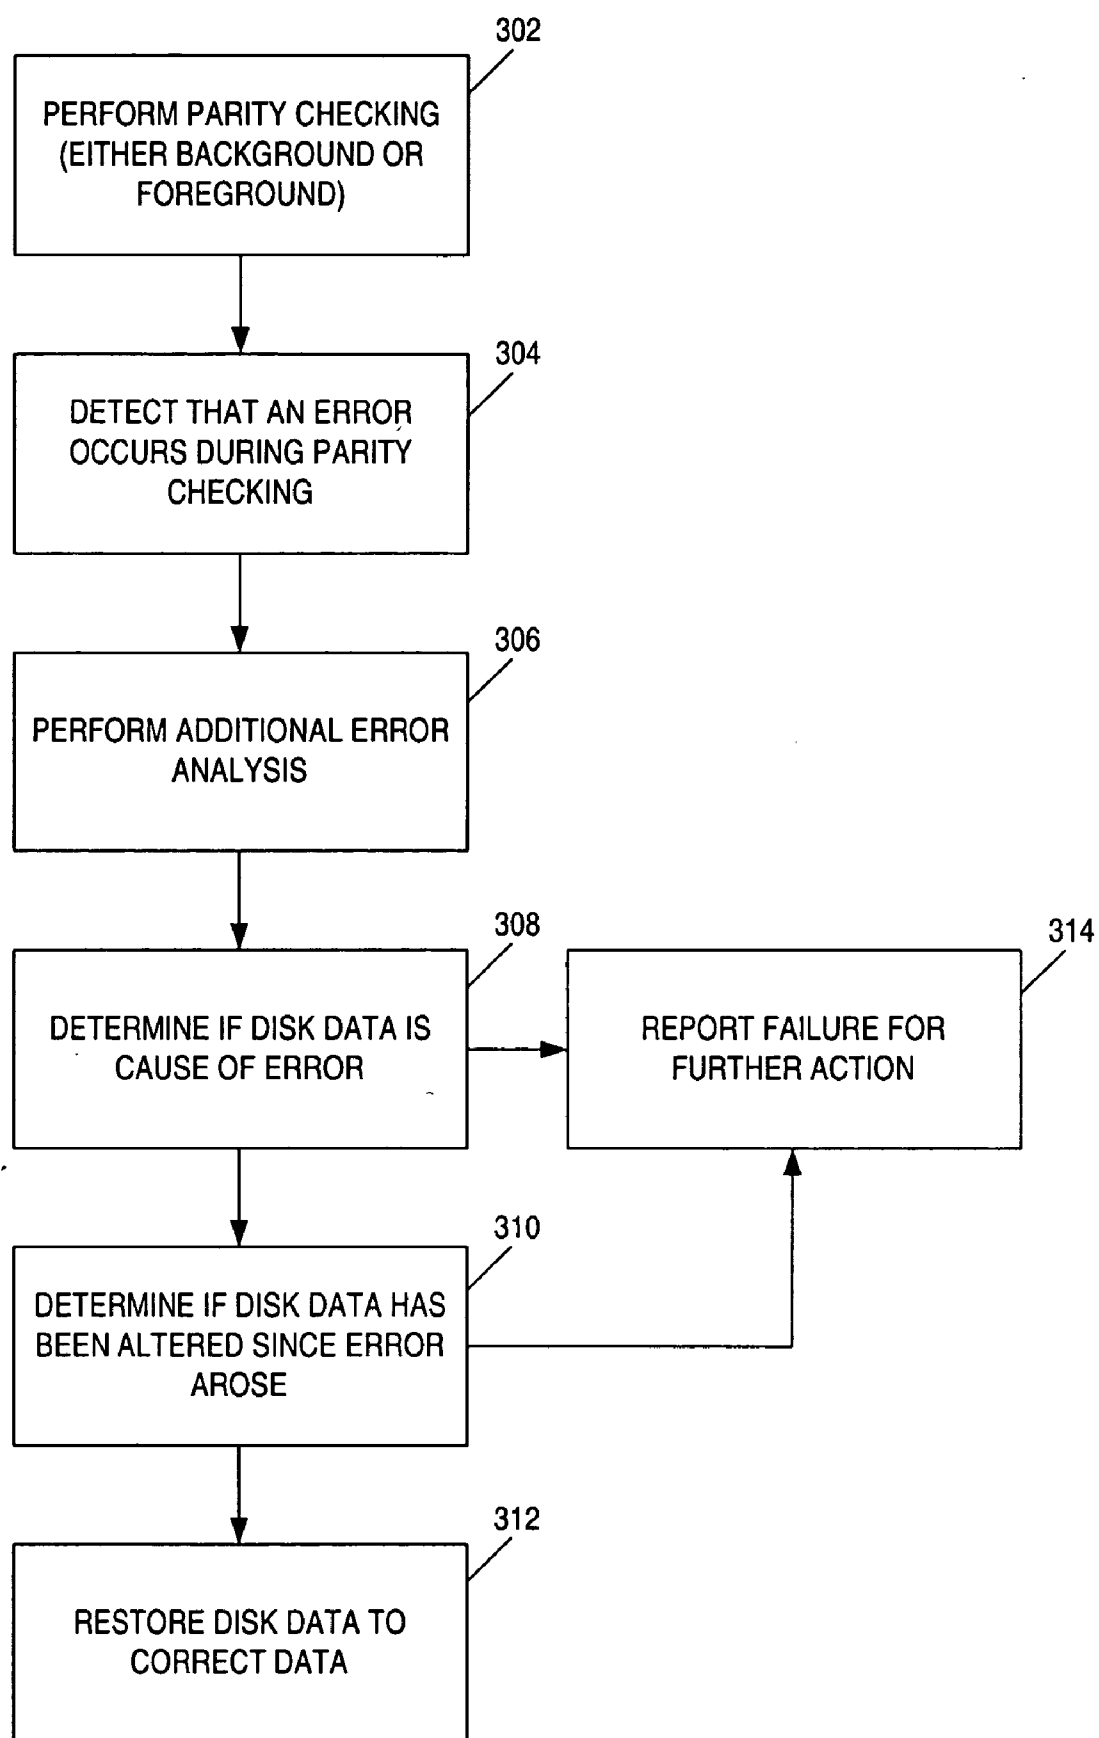 302
PERFORM PARITY CHECKING
(EITHER BACKGROUND OR
FOREGROUND)
304
DETECT THAT AN ERROR
OCCURS DURING PARITY
CHECKING
306
PERFORM ADDITIONAL ERROR
ANALYSIS
308
DETERMINE IF DISK DATA IS
CAUSE OF ERROR
314
REPORT FAILURE FOR
FURTHER ACTION
310
DETERMINE IF DISK DATA HAS
BEEN ALTERED SINCE ERROR
AROSE
312
RESTORE DISK DATA TO
CORRECT DATA